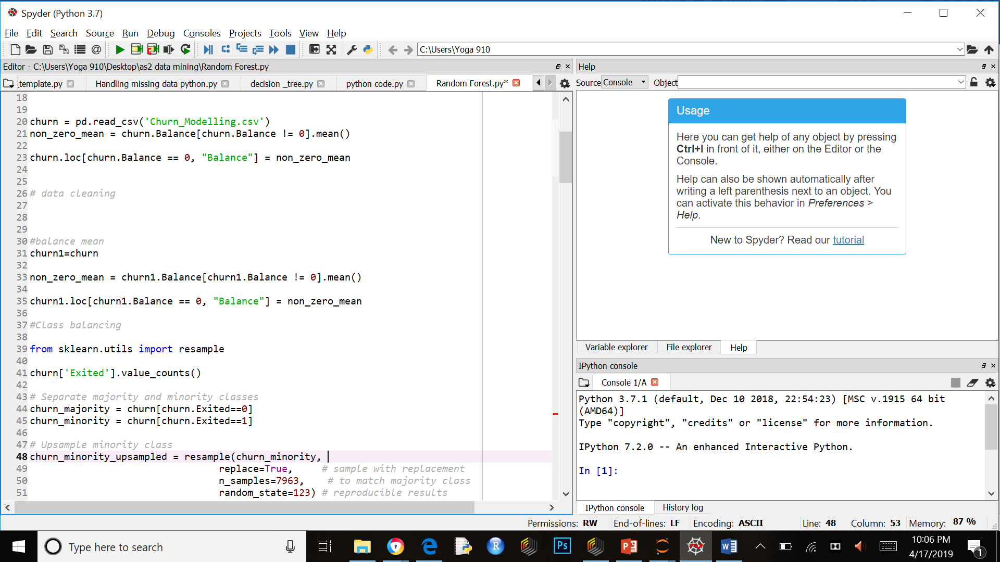 Spyder (Python 3.7)
File Edit Search Source Run Debug Consoles Projects Tools View Help
C:\Users\Yoga 910
Editor - C:\Users\Yoga 910\Desktop\as2 data mining\Random Forest.py
_template.py Handling missing data python.py decision _tree.py python code.py Random Forest.py*
18
19
20 churn = pd.read_csv('Churn_Modelling.csv')
21 non_zero_mean = churn.Balance[churn.Balance != 0].mean()
22
23 churn.loc[churn.Balance == 0, "Balance"] = non_zero_mean
24
25
26 # data cleaning
27
28
29
30 #balance mean
31 churn1=churn
32
33 non_zero_mean = churn1.Balance[churn1.Balance != 0].mean()
34
35 churn1.loc[churn1.Balance == 0, "Balance"] = non_zero_mean
36
37 #Class balancing
38
39 from sklearn.utils import resample
40
41 churn['Exited'].value_counts()
42
43 # Separate majority and minority classes
44 churn_majority = churn[churn.Exited==0]
45 churn_minority = churn[churn.Exited==1]
46
47 # Upsample minority class
48 churn_minority_upsampled = resample(churn_minority,
49 replace=True, # sample with replacement
50 n_samples=7963, # to match majority class
51 random_state=123) # reproducible results
Help
Source Console Object
Usage
Here you can get help of any object by pressing
Ctrl+I in front of it, either on the Editor or the
Console.
Help can also be shown automatically after
writing a left parenthesis next to an object. You
can activate this behavior in Preferences >
Help.
New to Spyder? Read our tutorial
Variable explorer File explorer Help
IPython console
Console 1/A
Python 3.7.1 (default, Dec 10 2018, 22:54:23) [MSC v.1915 64 bit
(AMD64)]
Type "copyright", "credits" or "license" for more information.
IPython 7.2.0 -- An enhanced Interactive Python.
In [1]:
IPython console History log
Permissions: RW End-of-lines: LF Encoding: ASCII Line: 48 Column: 53 Memory: 87 %
Type here to search
R
Ps
P
W
10:06 PM
4/17/2019
1